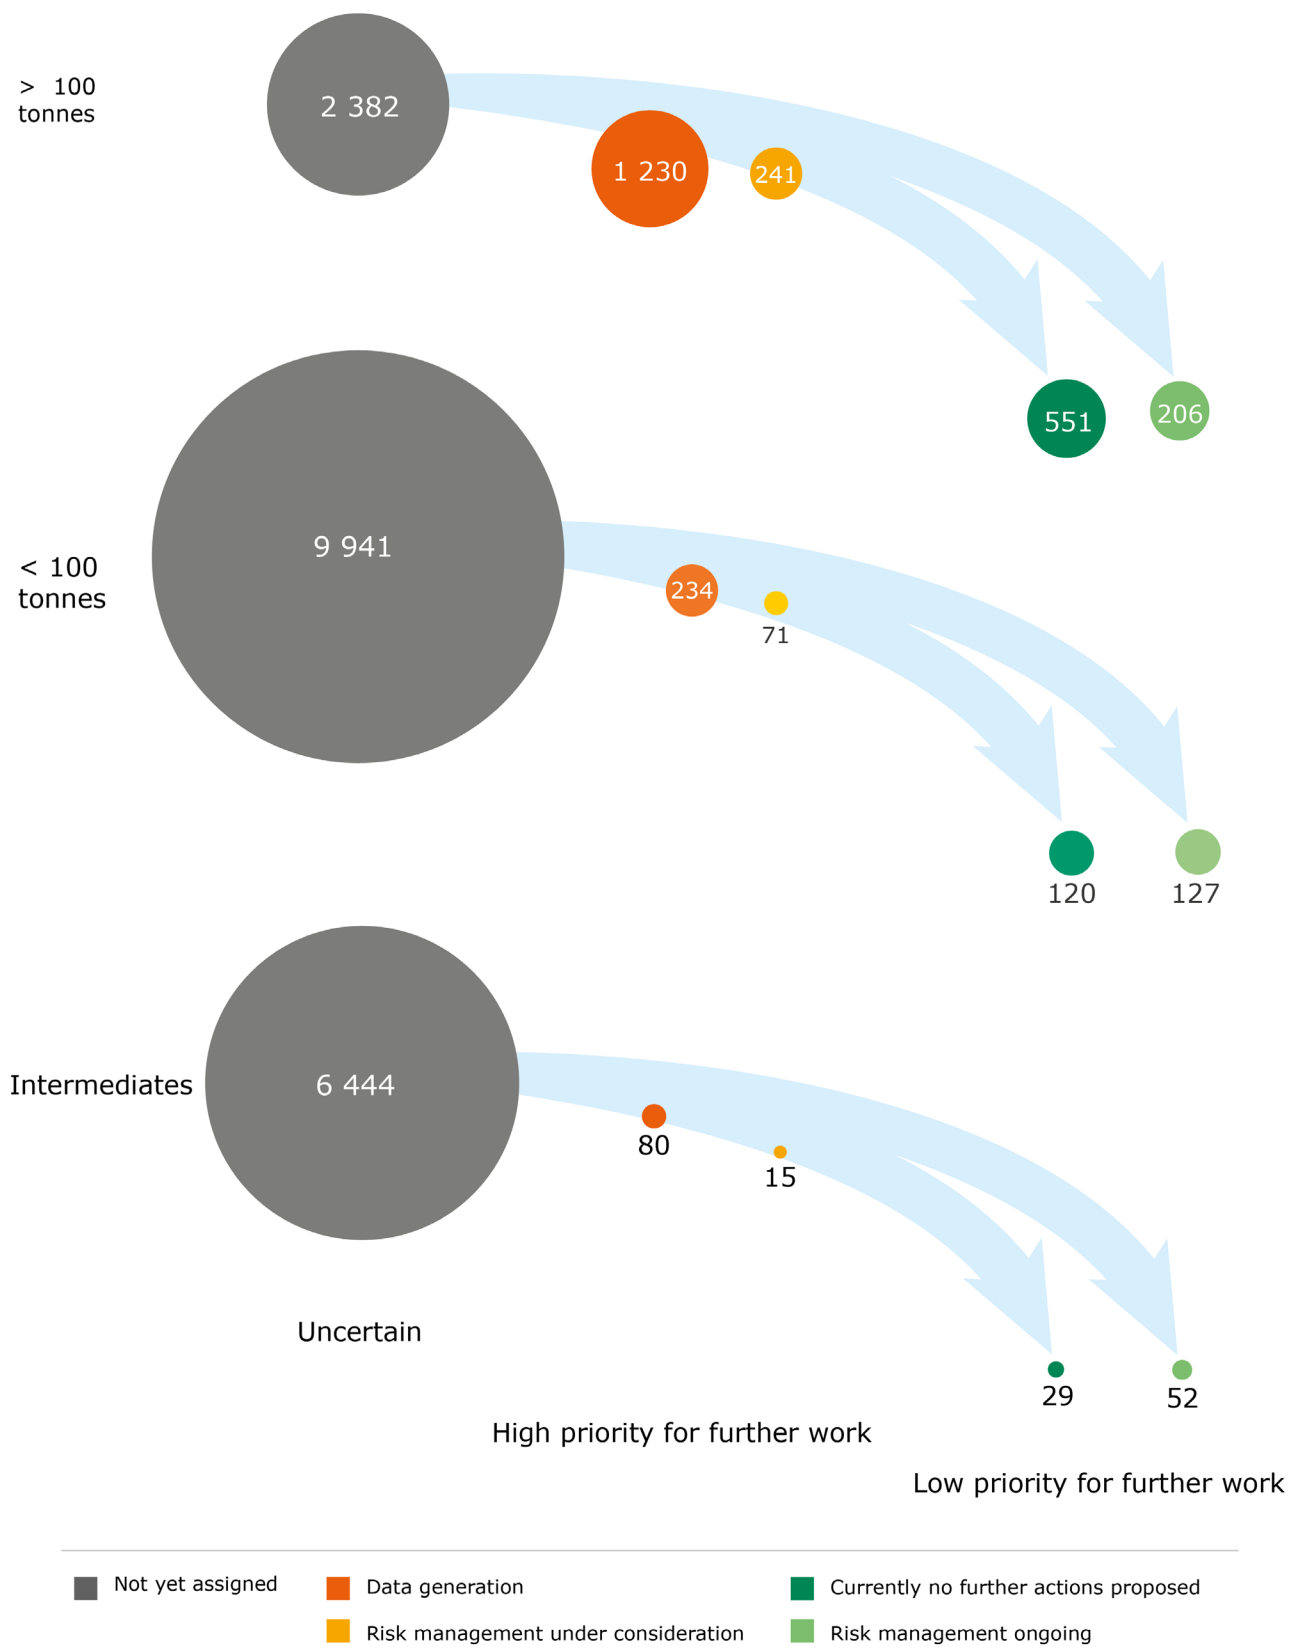 > 100
tonnes
2 382
1 230
241
551
206
< 100
tonnes
9 941
234
71
120
127
Intermediates
6 444
80
15
29
52
Uncertain
High priority for further work
Low priority for further work
Not yet assigned
Data generation
Currently no further actions proposed
Risk management under consideration
Risk management ongoing